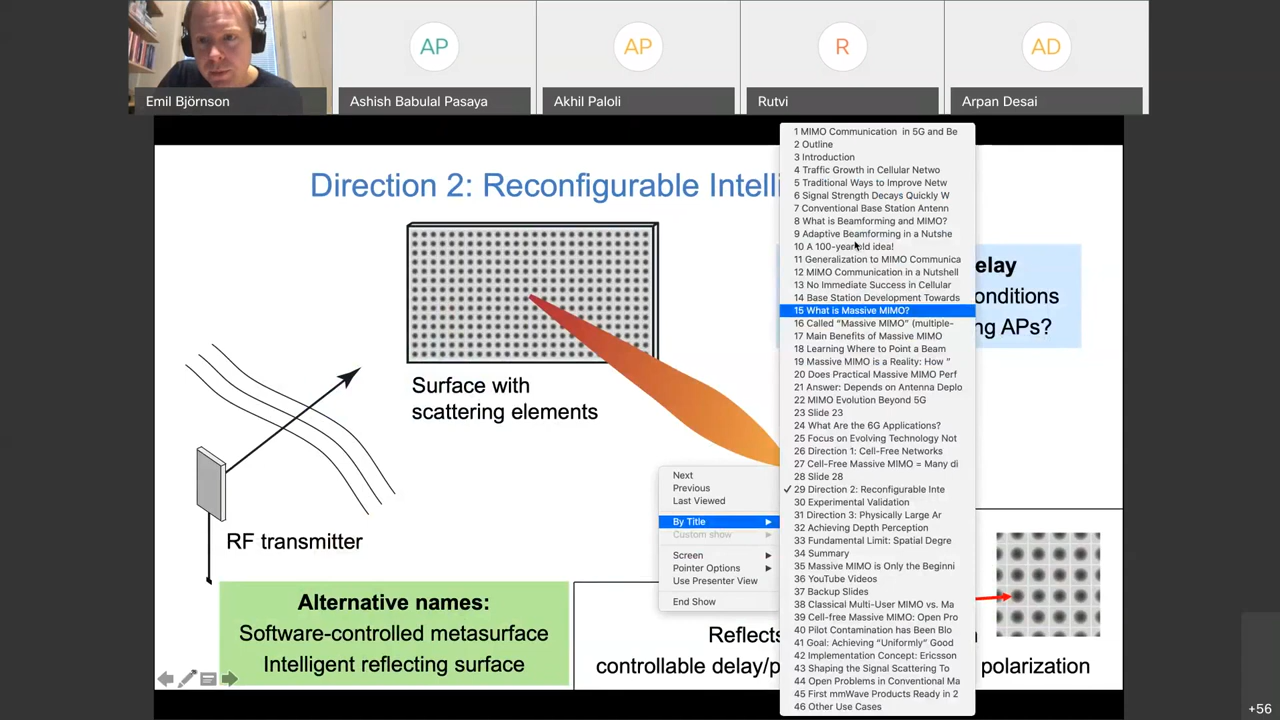 AP
AP
R
AD
Emil Björnson
Ashish Babulal Pasaya
Akhil Paloli
Rutvi
Arpan Desai
Direction 2: Reconfigurable Intelli
Surface with
scattering elements
RF transmitter
Alternative names:
Software-controlled metasurface
Intelligent reflecting surface
elay
onditions
ng APs?
Reflects
controllable delay/p
polarization
Next
Previous
Last Viewed
By Title
Custom show
Screen
Pointer Options
Use Presenter View
End Show
1 MIMO Communication in 5G and Be
2 Outline
3 Introduction
4 Traffic Growth in Cellular Netwo
5 Traditional Ways to Improve Netw
6 Signal Strength Decays Quickly W
7 Conventional Base Station Antenn
8 What is Beamforming and MIMO?
9 Adaptive Beamforming in a Nutshe
10 A 100-year old idea!
11 Generalization to MIMO Communica
12 MIMO Communication in a Nutshell
13 No Immediate Success in Cellular
14 Base Station Development Towards
15 What is Massive MIMO?
16 Called “Massive MIMO” (multiple-
17 Main Benefits of Massive MIMO
18 Learning Where to Point a Beam
19 Massive MIMO is a Reality: How "
20 Does Practical Massive MIMO Perf
21 Answer: Depends on Antenna Deplo
22 MIMO Evolution Beyond 5G
23 Slide 23
24 What Are the 6G Applications?
25 Focus on Evolving Technology Not
26 Direction 1: Cell-Free Networks
27 Cell-Free Massive MIMO = Many di
28 Slide 28
29 Direction 2: Reconfigurable Inte
30 Experimental Validation
31 Direction 3: Physically Large Ar
32 Achieving Depth Perception
33 Fundamental Limit: Spatial Degre
34 Summary
35 Massive MIMO is Only the Beginni
36 YouTube Videos
37 Backup Slides
38 Classical Multi-User MIMO vs. Ma
39 Cell-free Massive MIMO: Open Pro
40 Pilot Contamination has Been Blo
41 Goal: Achieving “Uniformly” Good
42 Implementation Concept: Ericsson
43 Shaping the Signal Scattering To
44 Open Problems in Conventional Ma
45 First mmWave Products Ready in 2
46 Other Use Cases
+56